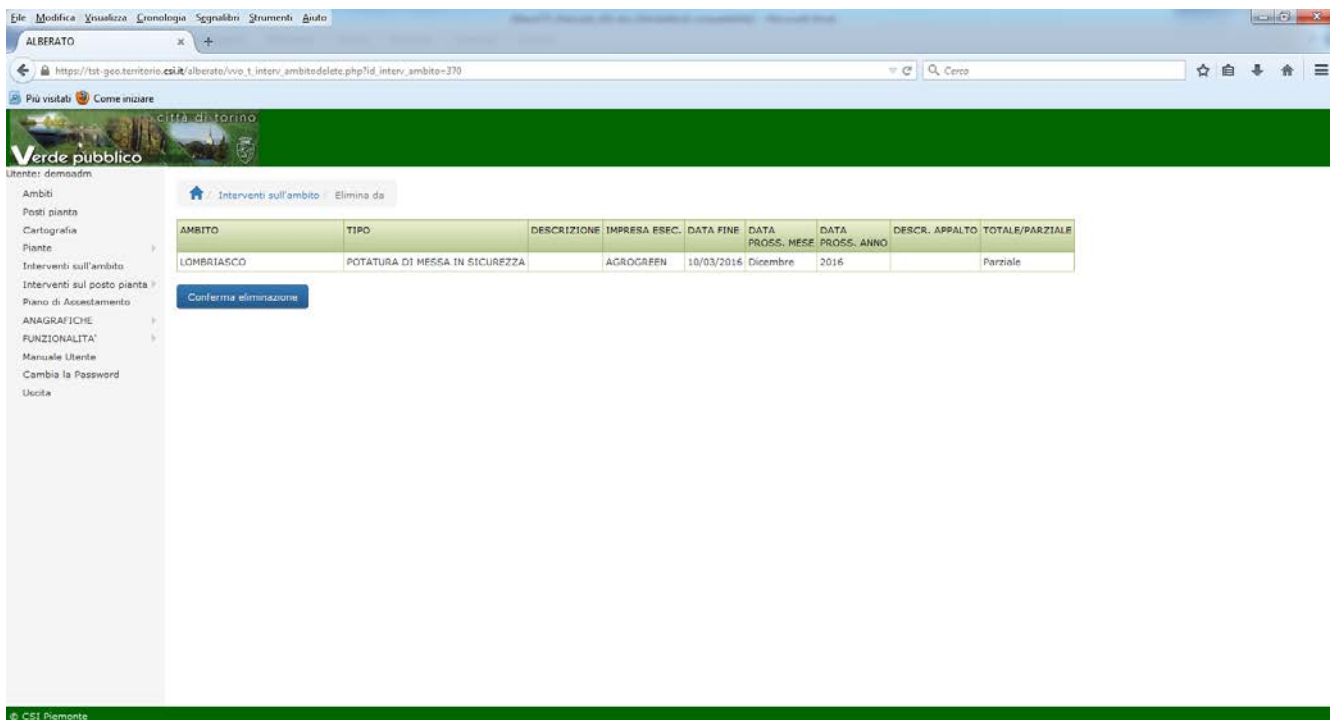 File Modifica Visualizza Cronologia Segnalibri Strumenti Aiuto
ALBERATO
https://tst-geo.territorio.csi.it/alberato/vvo_t_interv_ambitodelete.php?id_interv_ambito=370
Cerca
Più visitati Come iniziare
città di torino
Verde pubblico
Utente: demoadm
Ambiti
Posti pianta
Cartografia
Piante
Interventi sull'ambito
Interventi sul posto pianta
Piano di Assestamento
ANAGRAFICHE
FUNZIONALITA'
Manuale Utente
Cambia la Password
Uscita
/ Interventi sull'ambito / Elimina da
AMBITO TIPO DESCRIZIONE IMPRESA ESEC. DATA FINE DATA PROSS. MESE DATA PROSS. ANNO DESCR. APPALTO TOTALE/PARZIALE
LOMBRIASCO POTATURA DI MESSA IN SICUREZZA AGROGREEN 10/03/2016 Dicembre 2016 Parziale
Conferma eliminazione
© CSI Piemonte